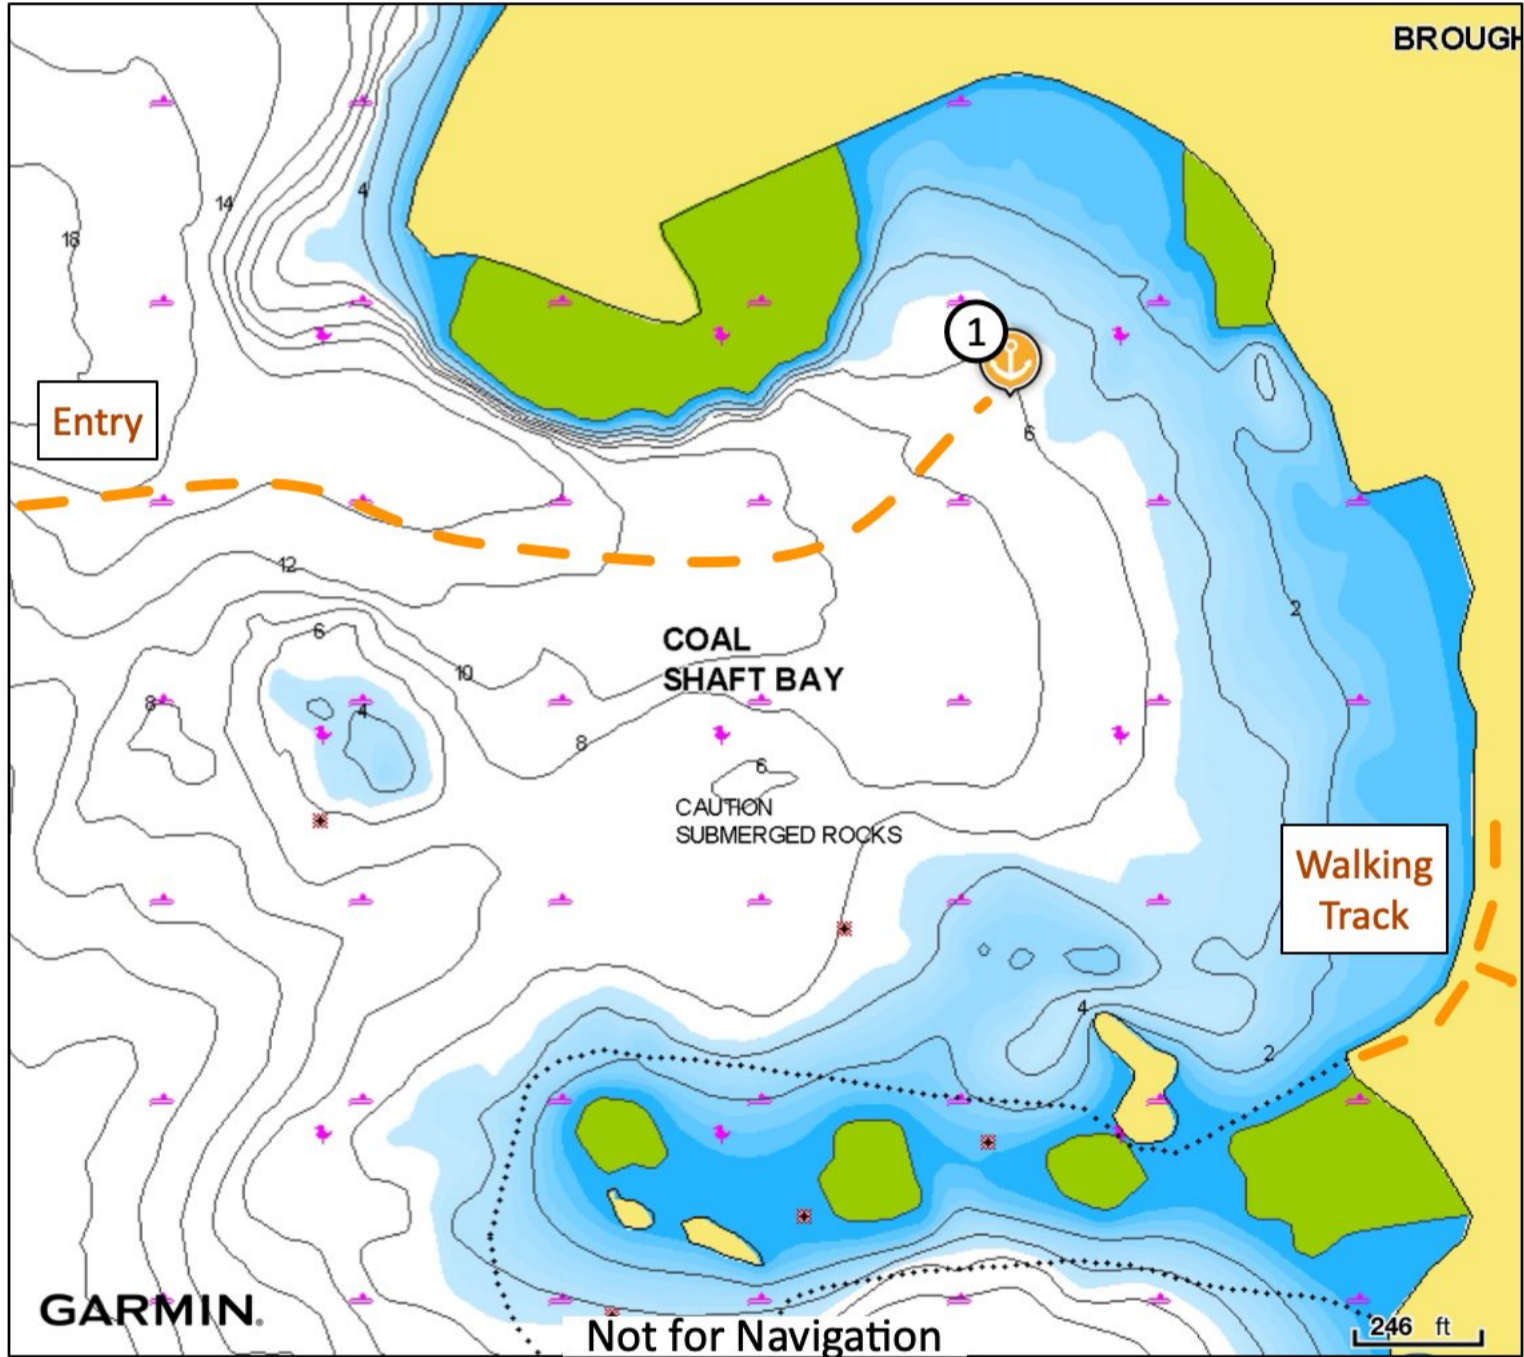 BROUGH
4
14
18
1
Entry
6
12
2
COAL
SHAFT BAY
6
10
8
4
8
6
CAUTION
SUBMERGED ROCKS
Walking
Track
4
2
GARMIN.
Not for Navigation
246 ft